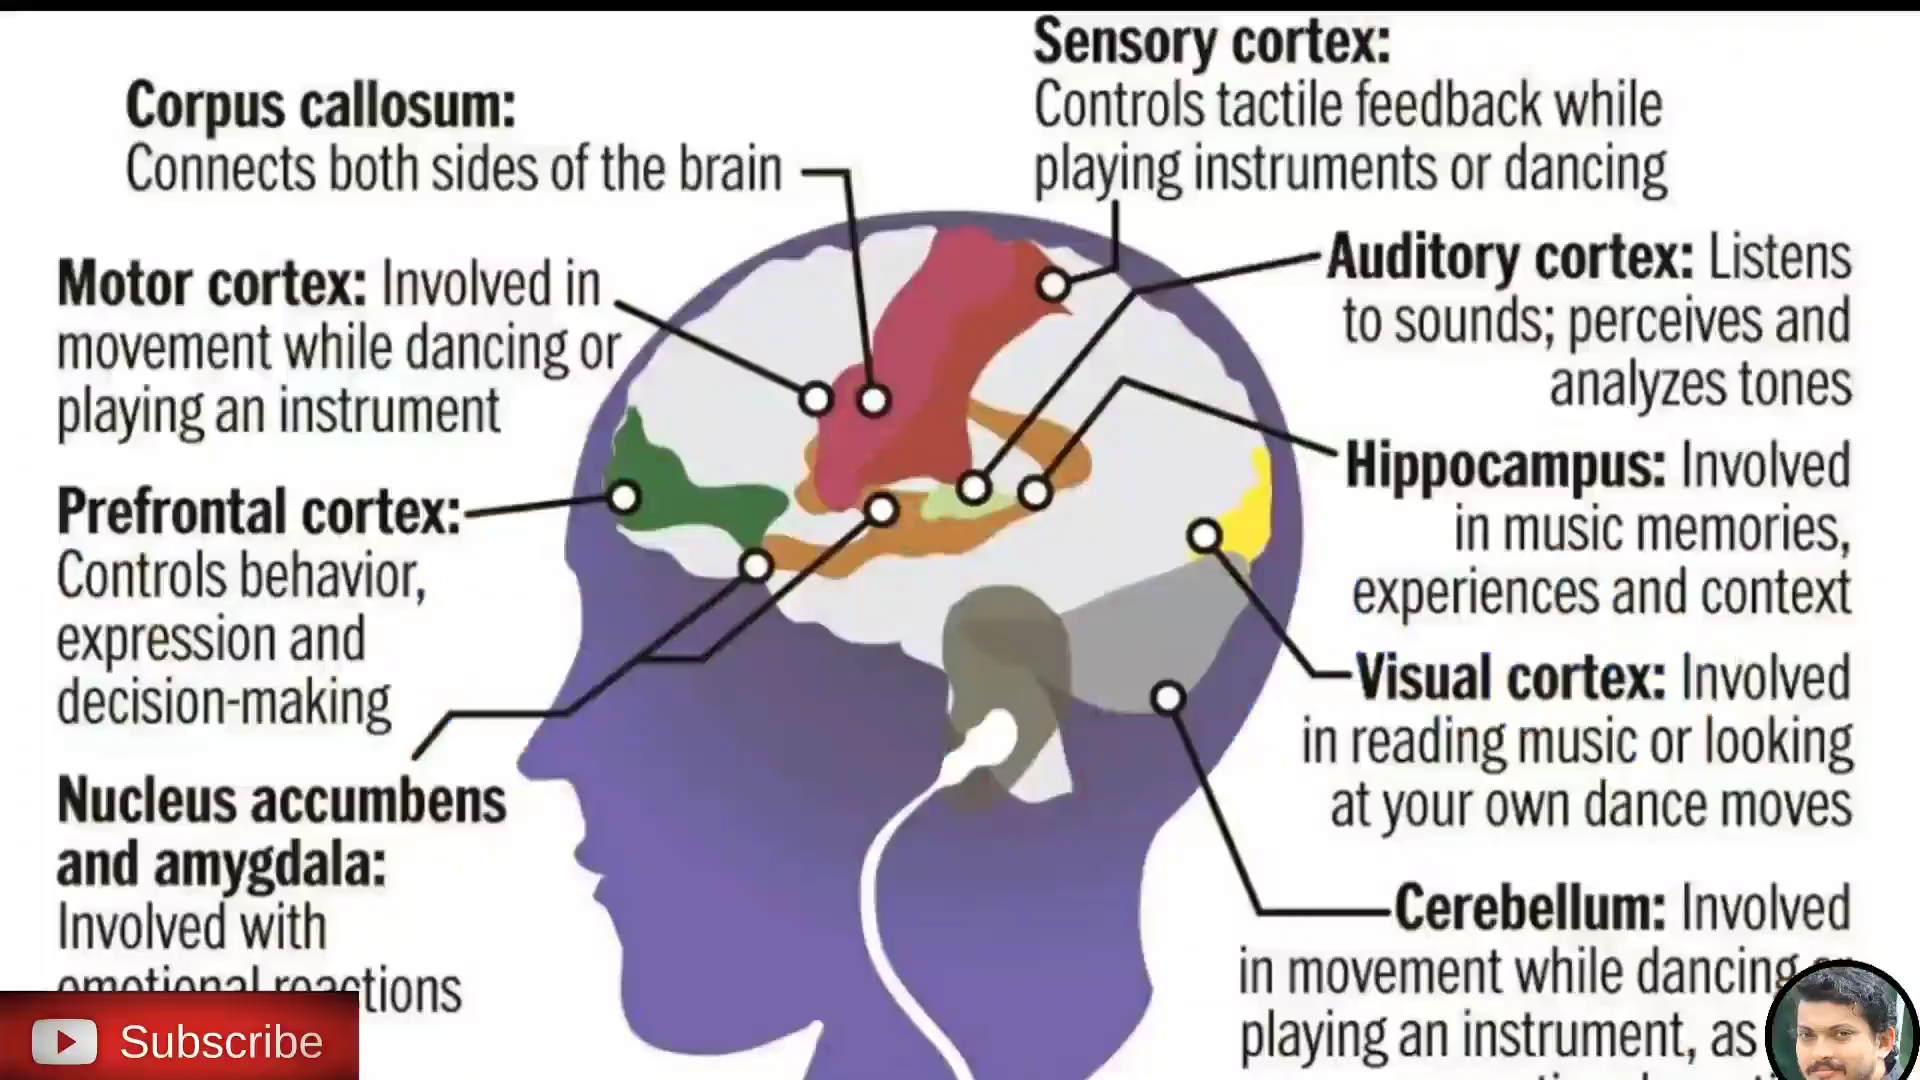 Corpus callosum:
Connects both sides of the brain
Motor cortex: Involved in
movement while dancing or
playing an instrument
Prefrontal cortex:
Controls behavior,
expression and
decision-making
Nucleus accumbens
and amygdala:
Involved with
emotional reactions
Sensory cortex:
Controls tactile feedback while
playing instruments or dancing
Auditory cortex: Listens
to sounds; perceives and
analyzes tones
Hippocampus: Involved
in music memories,
experiences and context
Visual cortex: Involved
in reading music or looking
at your own dance moves
Cerebellum: Involved
in movement while dancing
playing an instrument, as
Subscribe